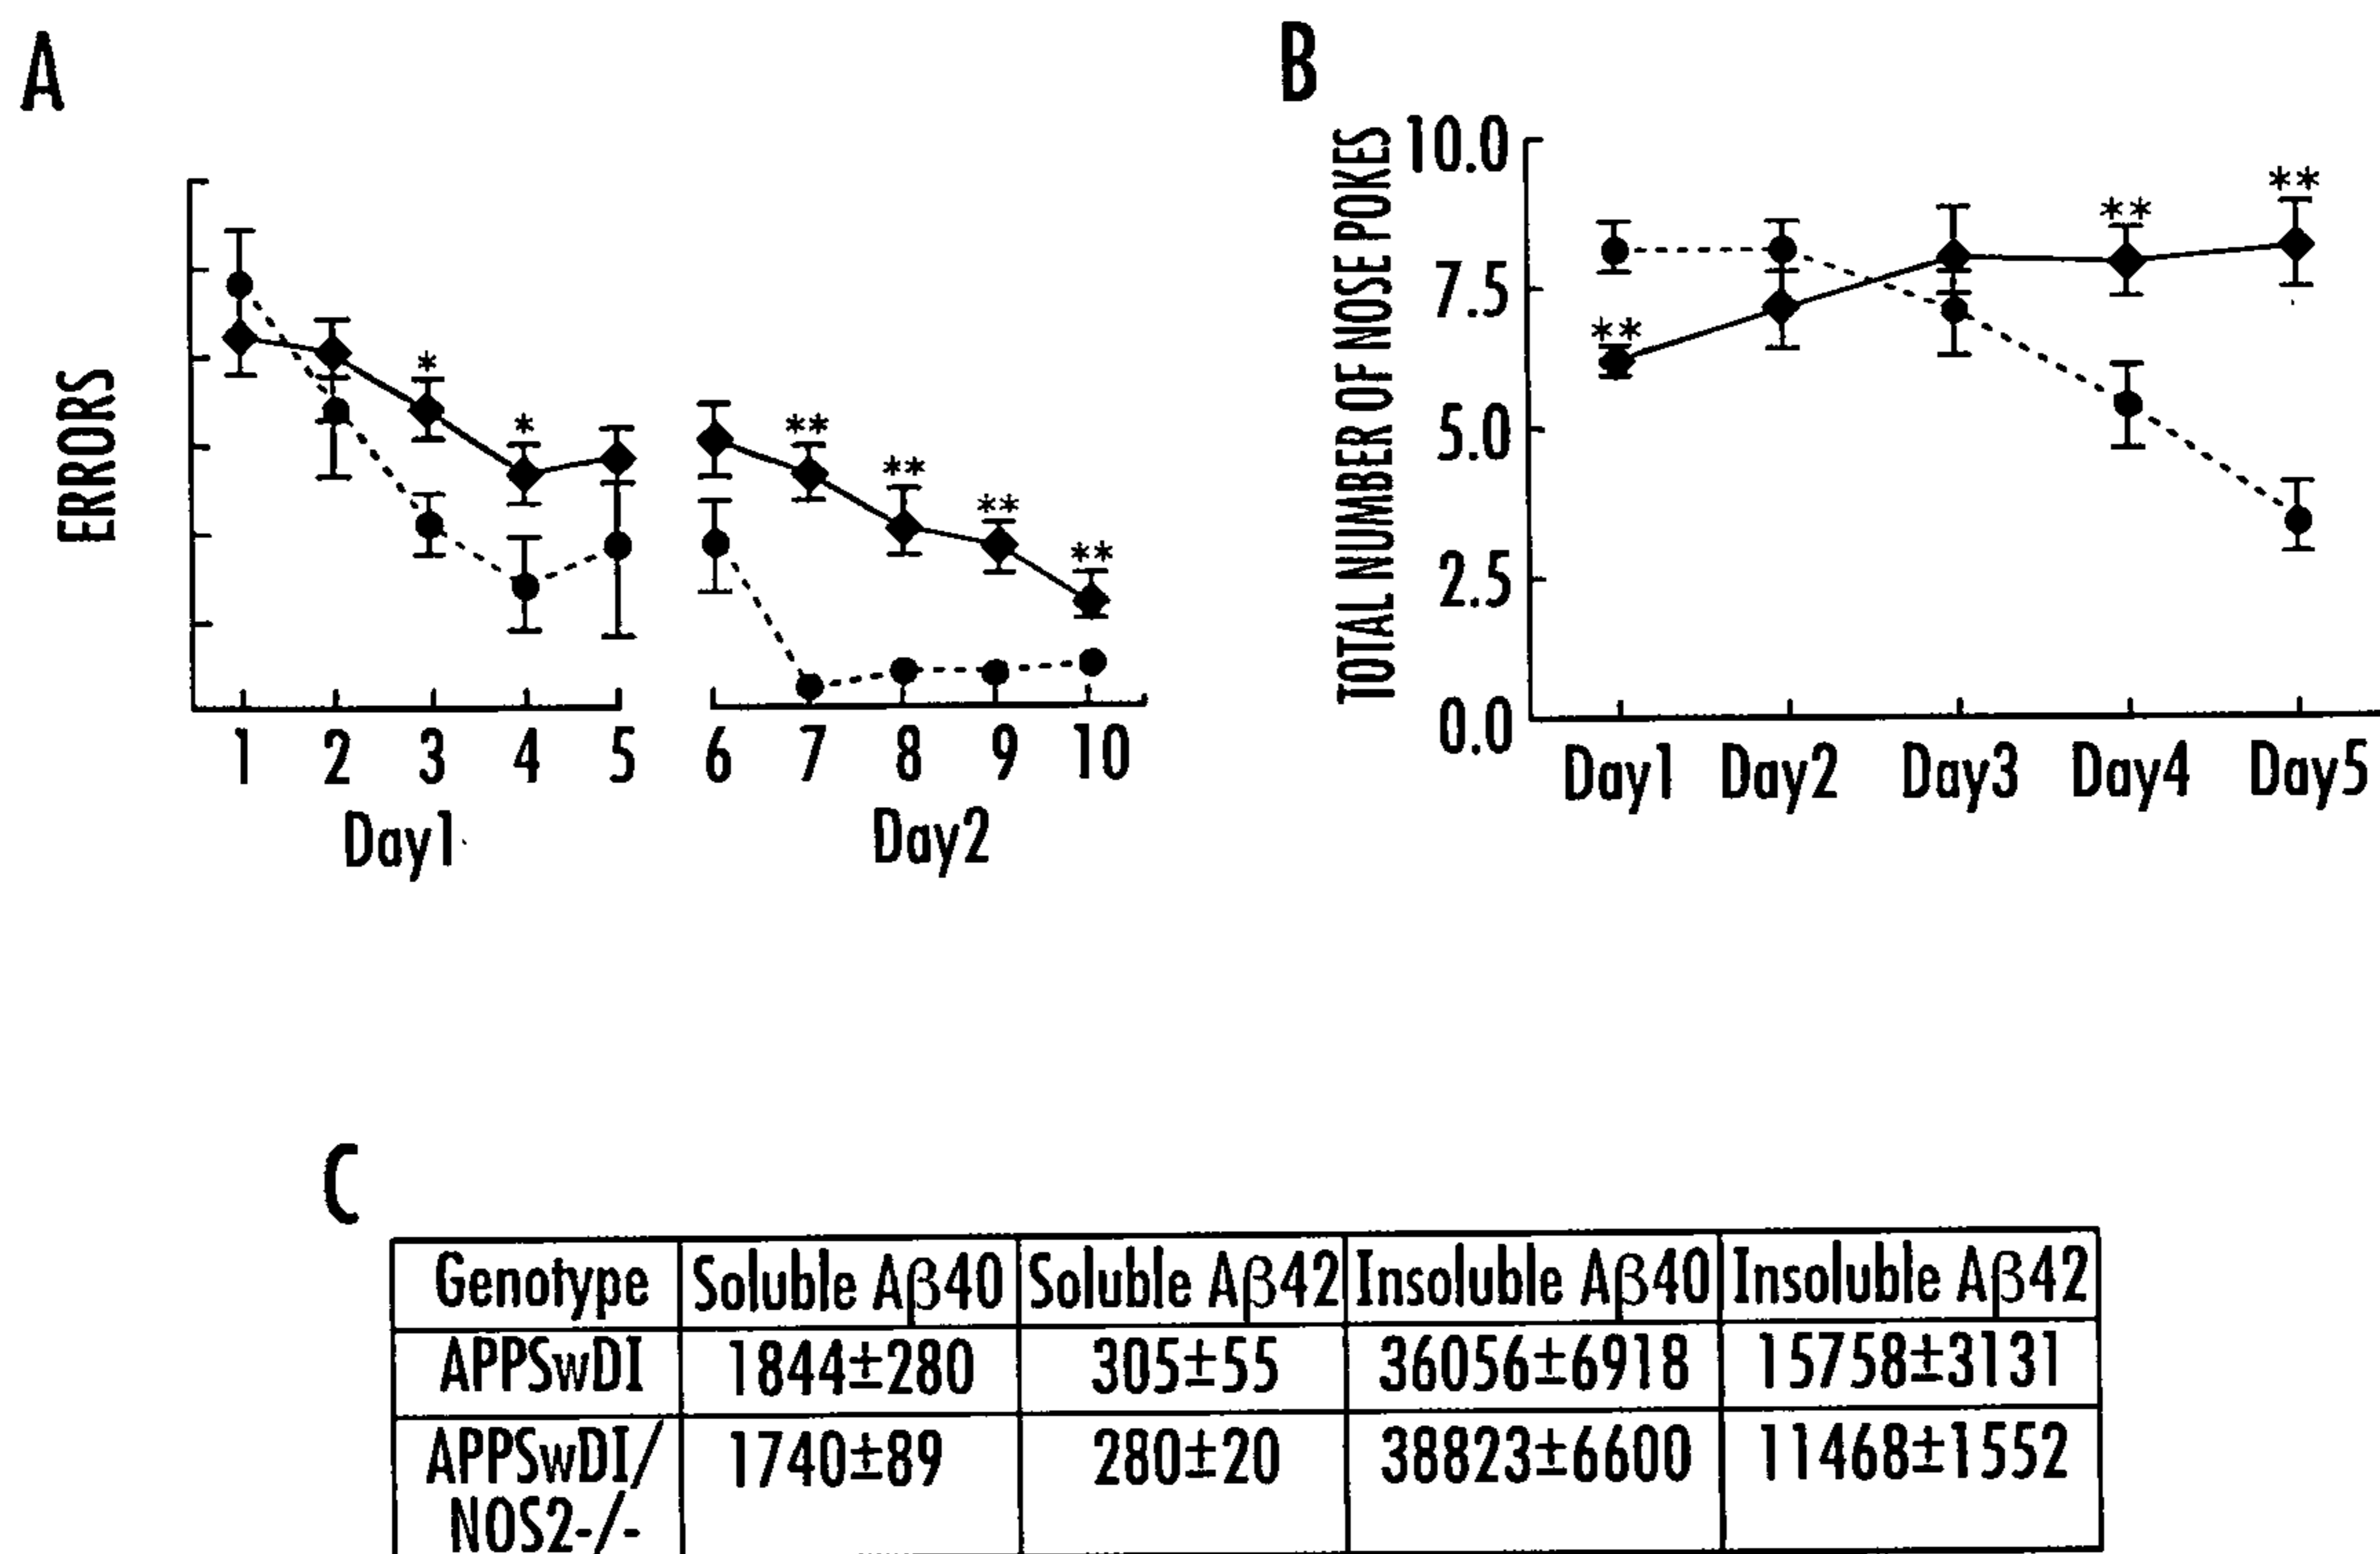 A
ERRORS
* * ** ** ** **
1 2 3 4 5 6 7 8 9 10
Day1 Day2
B
TOTAL NUMBER OF NOSE POKES
10.0
7.5
5.0
2.5
0.0
** ** **
Day1 Day2 Day3 Day4 Day5
C
Genotype Soluble Aβ40 Soluble Aβ42 Insoluble Aβ40 Insoluble Aβ42
APPSwDI 1844±280 305±55 36056±6918 15758±3131
APPSwDI/ 1740±89 280±20 38823±6600 11468±1552
NOS2-/-